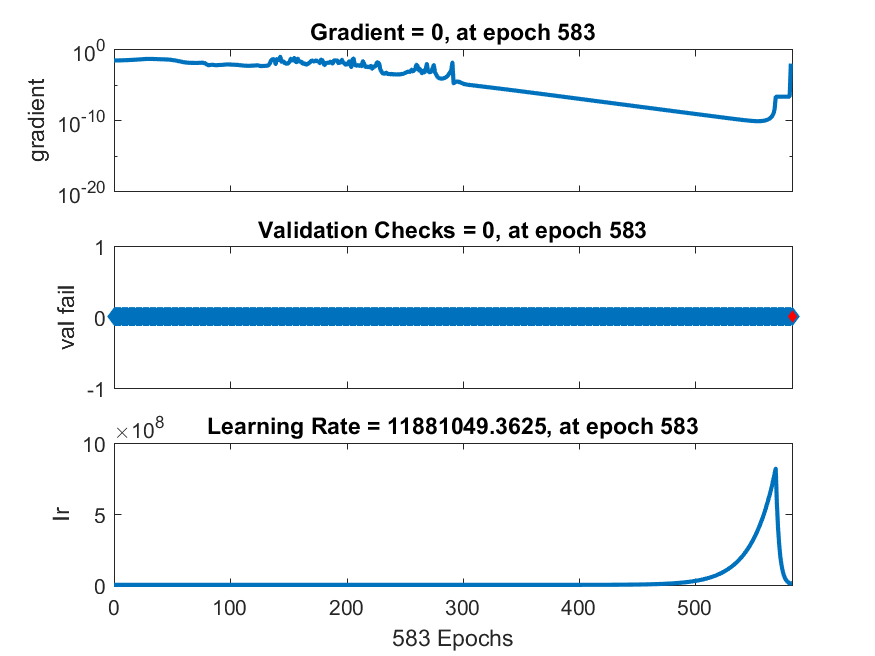 Gradient = 0, at epoch 583
10^0
10^-10
10^-20
gradient
Validation Checks = 0, at epoch 583
1
0
-1
val fail
×10^8
Learning Rate = 11881049.3625, at epoch 583
10
5
0
lr
0 100 200 300 400 500
583 Epochs